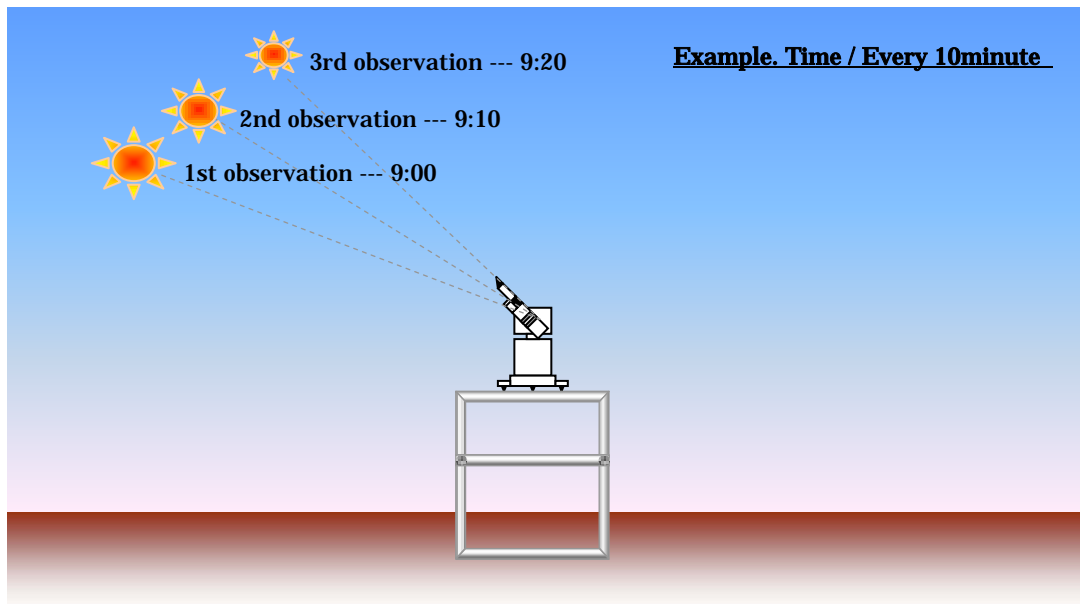 Example. Time / Every 10minute
3rd observation --- 9:20
2nd observation --- 9:10
1st observation --- 9:00